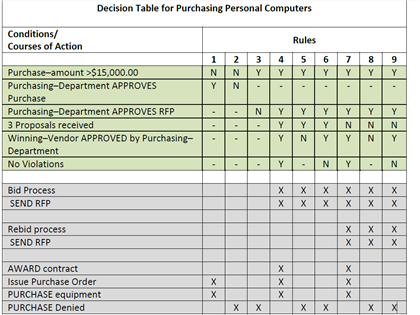 Decision Table for Purchasing Personal Computers
Conditions/
Courses of Action
Rules
1 2 3 4 5 6 7 8 9
Purchase–amount >$15,000.00 N N Y Y Y Y Y Y Y
Purchasing–Department APPROVES Y N - - - - - - -
Purchase
Purchasing–Department APPROVES RFP - - N Y Y Y Y Y Y
3 Proposals received - - - Y Y Y N N N
Winning–Vendor APPROVED by Purchasing– - - - Y N Y Y N Y
Department
No Violations - - - Y - N Y - N
Bid Process X X X X X X
SEND RFP X X X X X X
Rebid process X X X
SEND RFP X X X
AWARD contract X X
Issue Purchase Order X X X
PURCHASE equipment X X X
PURCHASE Denied X X X X X X